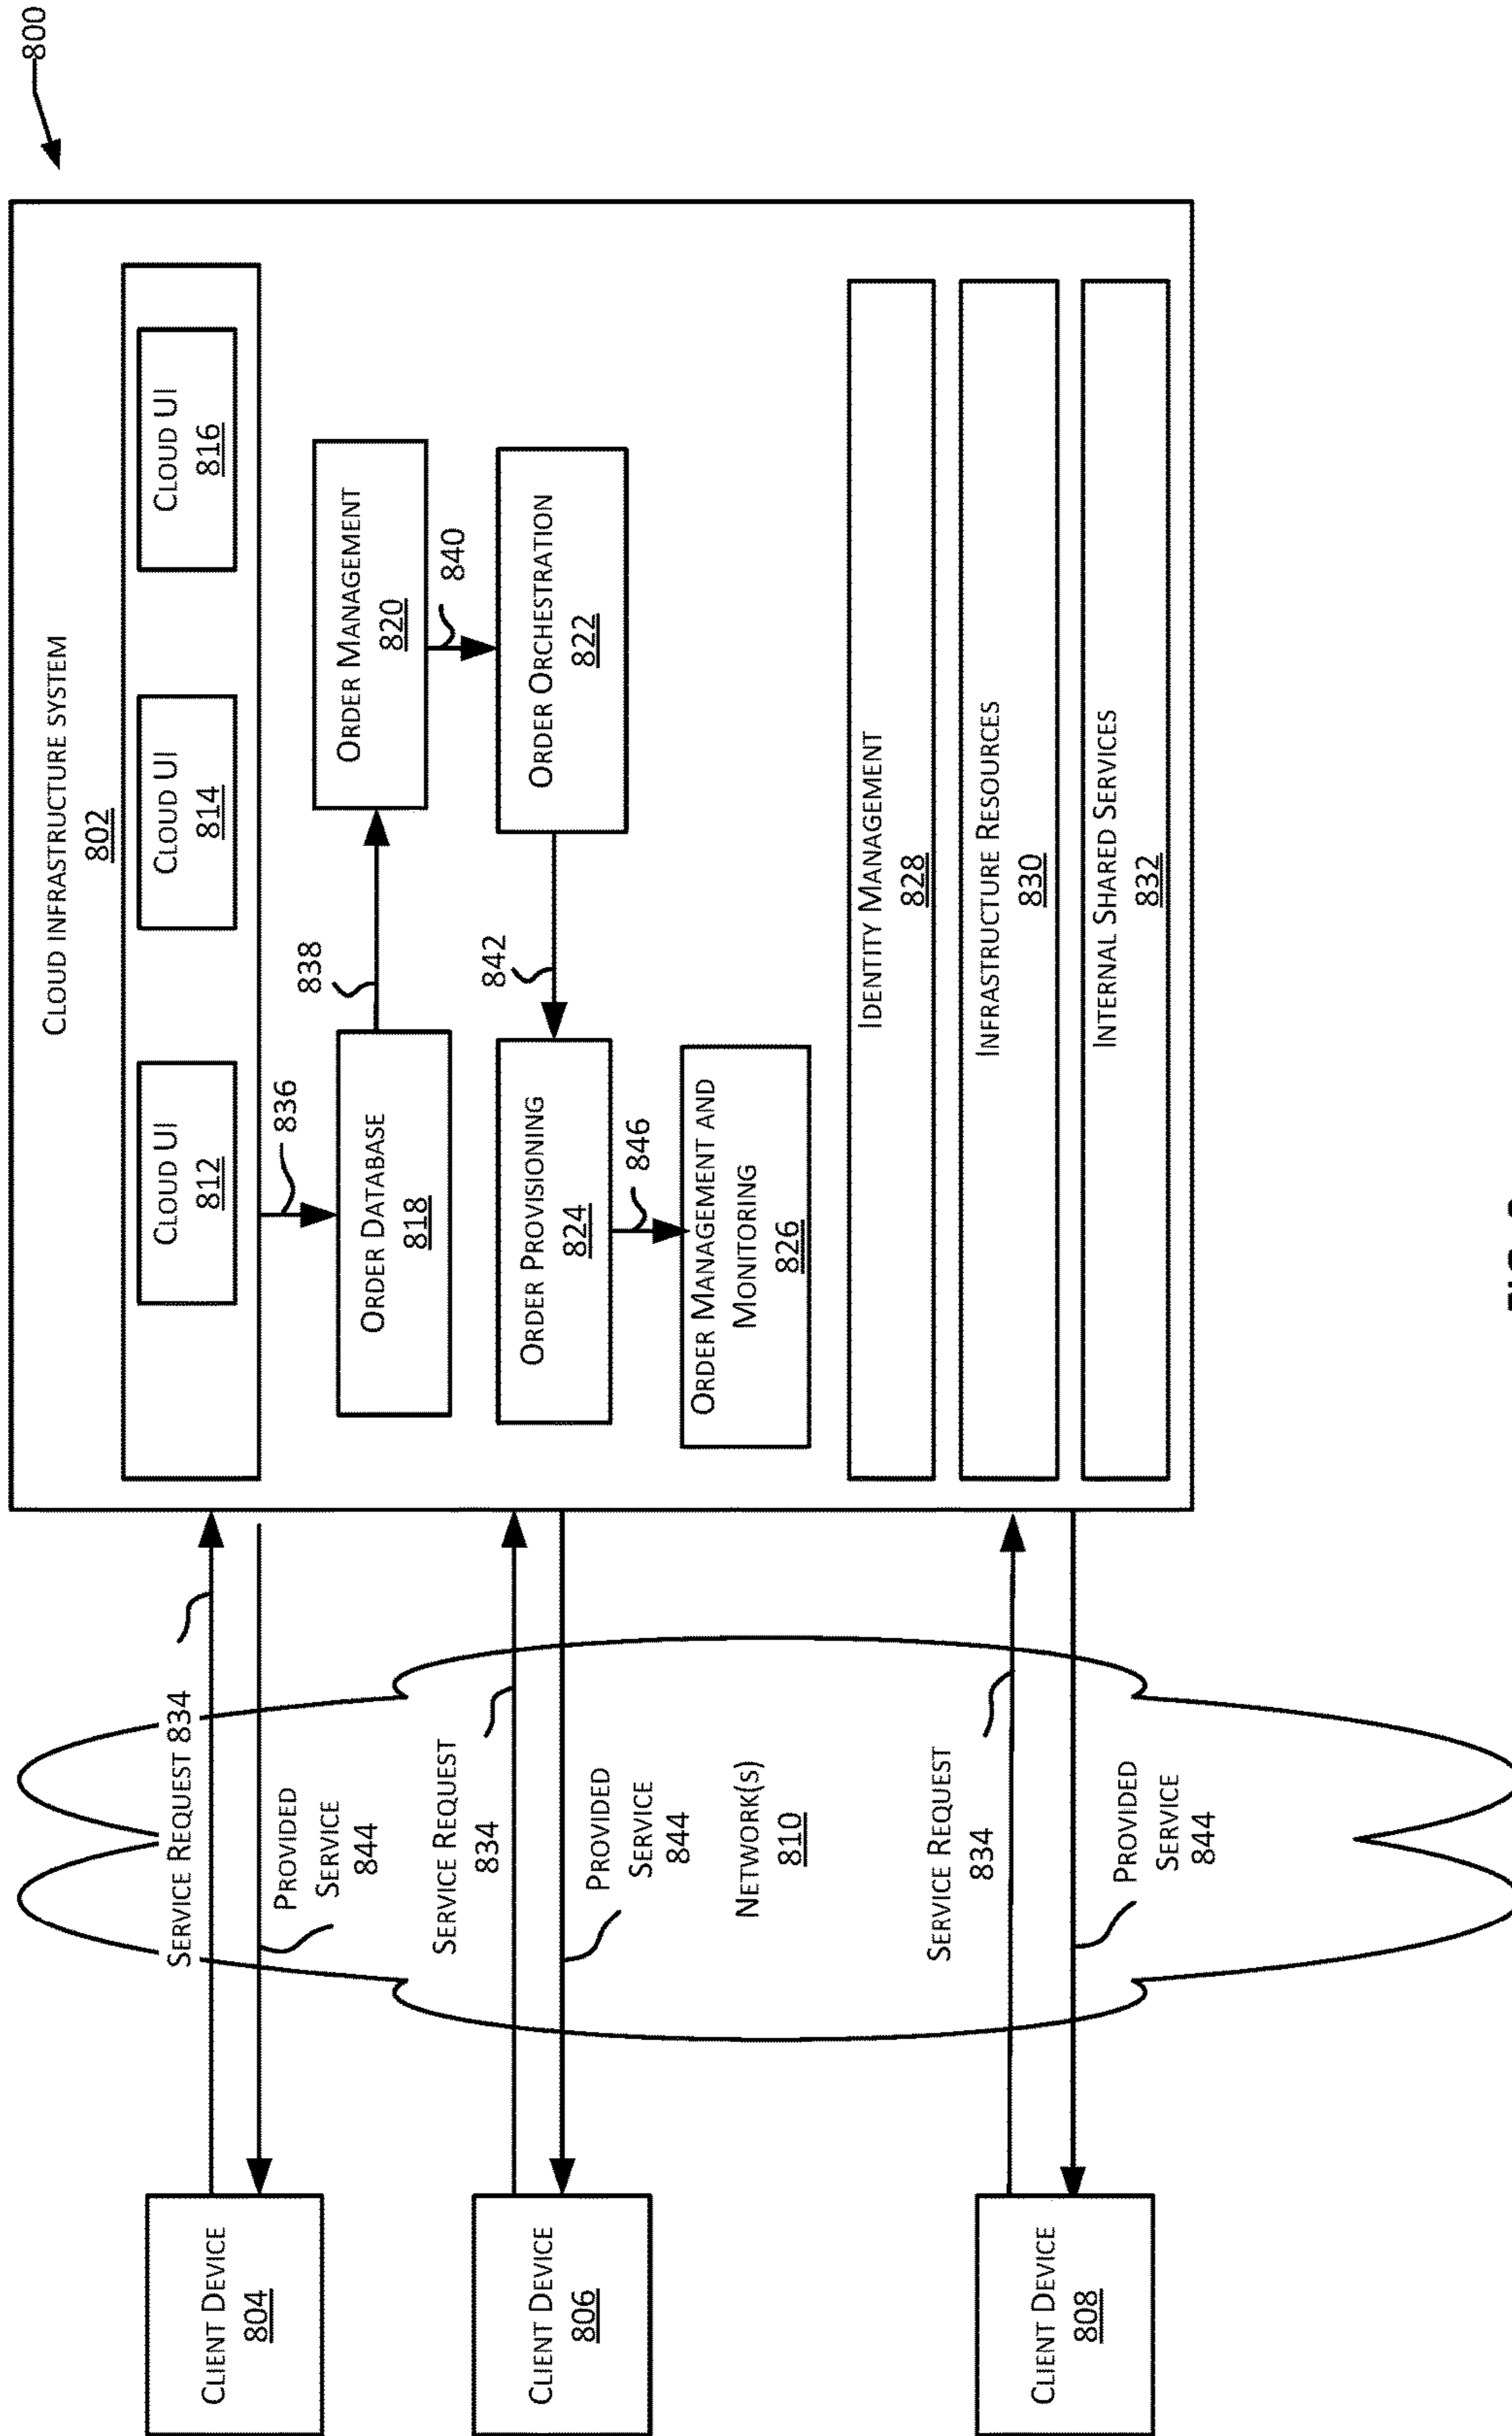 800
CLOUD INFRASTRUCTURE SYSTEM
802
CLOUD UI
812
CLOUD UI
814
CLOUD UI
816
836
ORDER DATABASE
818
838
ORDER MANAGEMENT
820
840
ORDER ORCHESTRATION
822
842
ORDER PROVISIONING
824
846
ORDER MANAGEMENT AND
MONITORING
826
IDENTITY MANAGEMENT
828
INFRASTRUCTURE RESOURCES
830
INTERNAL SHARED SERVICES
832
SERVICE REQUEST 834
PROVIDED
SERVICE
844
SERVICE REQUEST
834
PROVIDED
SERVICE
844
NETWORK(S)
810
SERVICE REQUEST
834
PROVIDED
SERVICE
844
CLIENT DEVICE
804
CLIENT DEVICE
806
CLIENT DEVICE
808